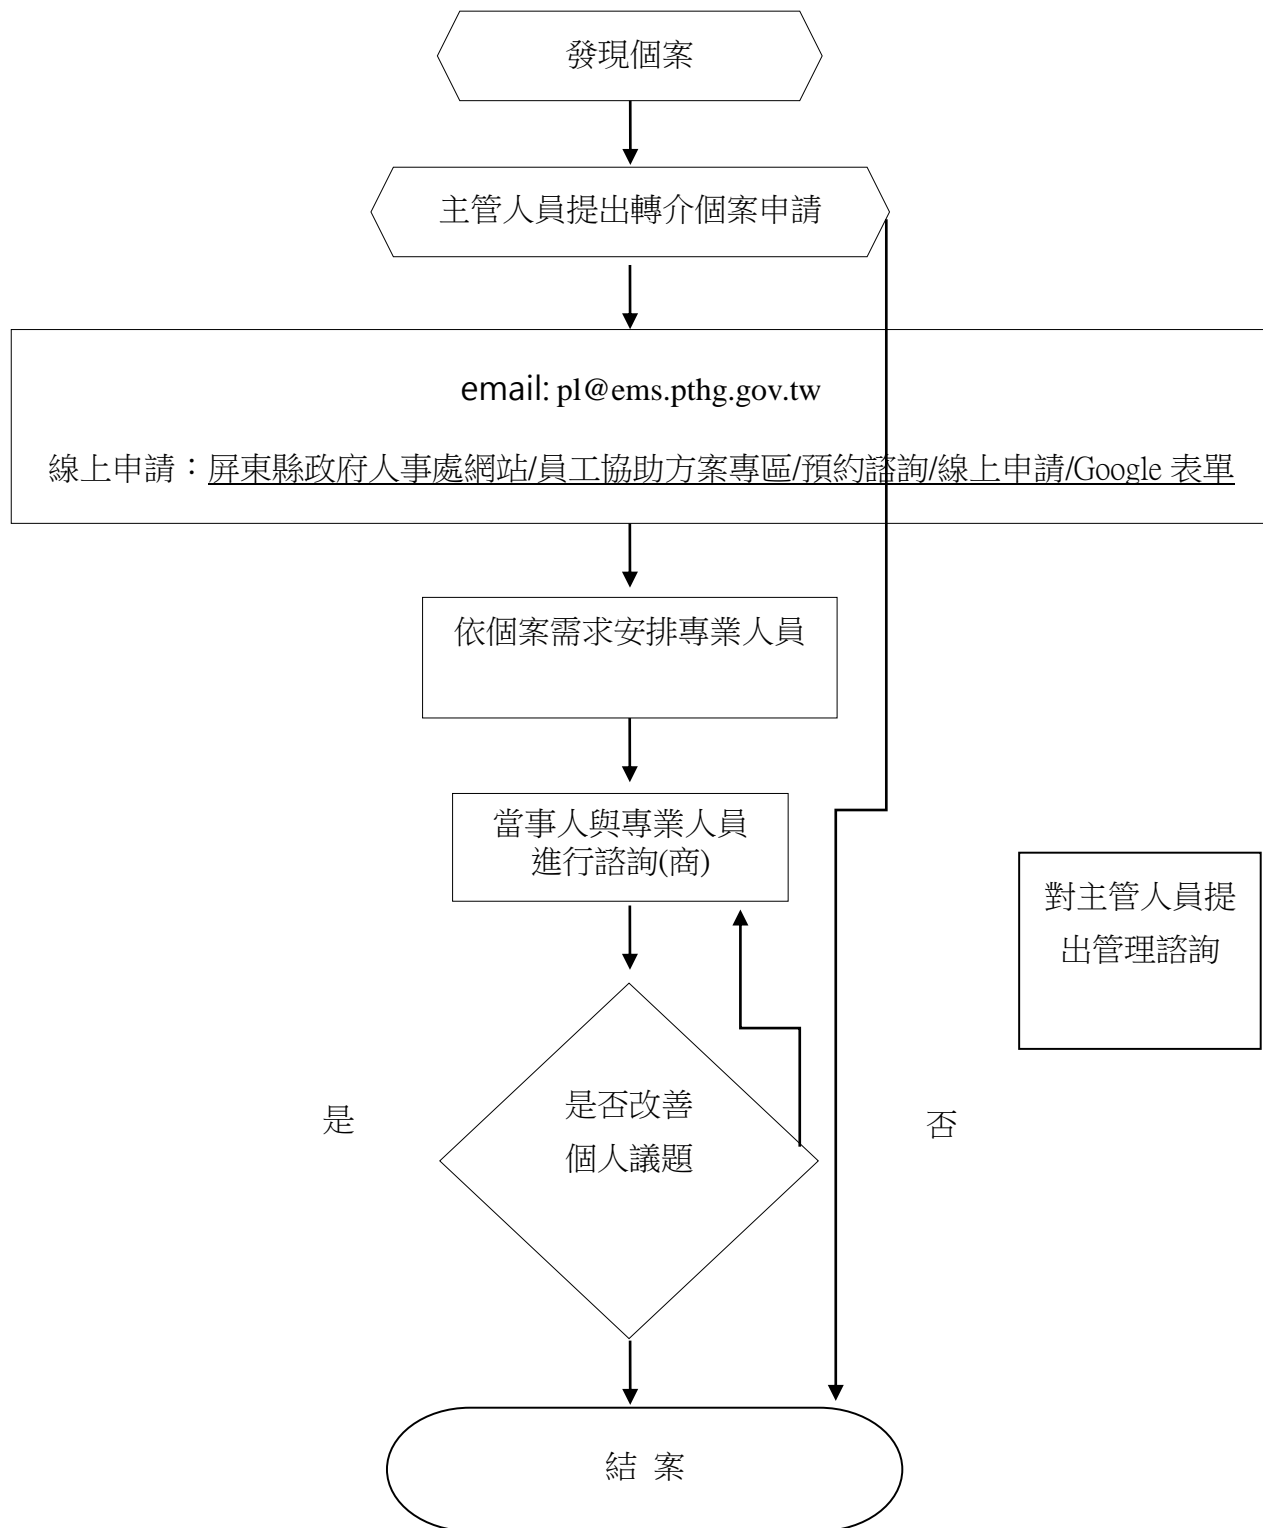 發現個案
主管人員提出轉介個案申請
email: pl@ems.pthg.gov.tw
線上申請：屏東縣政府人事處網站/員工協助方案專區/預約諮詢/線上申請/Google 表單
依個案需求安排專業人員
當事人與專業人員
進行諮詢(商)
對主管人員提
出管理諮詢
是否改善
個人議題
是
否
結 案